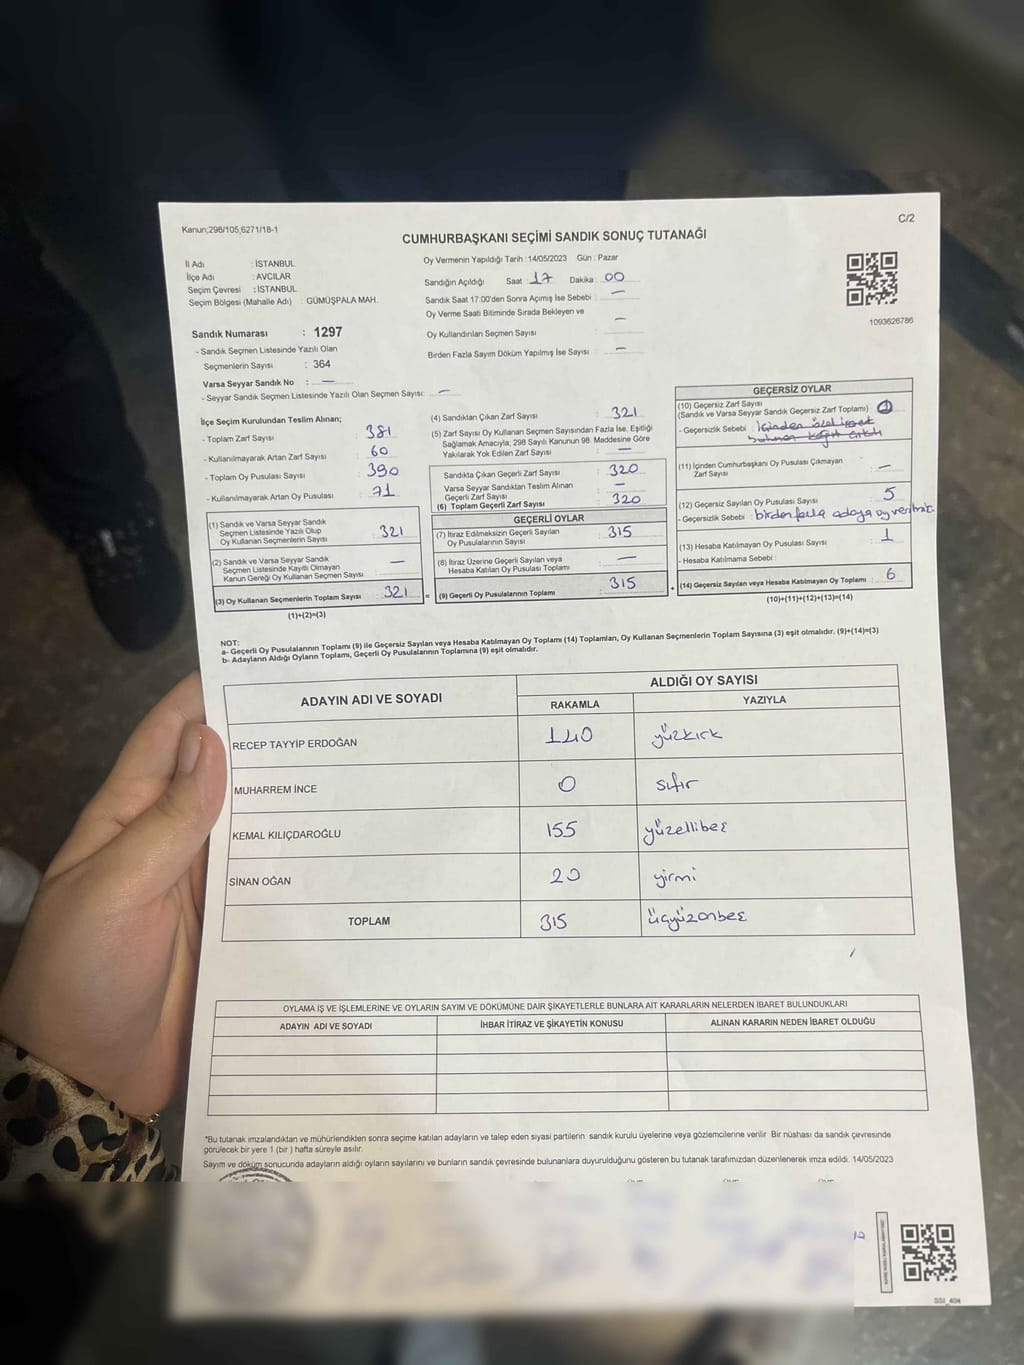 Kanun;298/105,6271/18-1
C/2
CUMHURBAŞKANI SEÇİMİ SANDIK SONUÇ TUTANAĞI
İl Adı : İSTANBUL
İlçe Adı : AVCILAR
Seçim Çevresi : İSTANBUL
Seçim Bölgesi (Mahalle Adı) : GÜMÜŞPALA MAH.
Oy Vermenin Yapıldığı Tarih :14/05/2023 Gün : Pazar
Sandığın Açıldığı Saat : 17 Dakika : 00
Sandık Saat 17:00'den Sonra Açılmış İse Sebebi : —
Oy Verme Saati Bitiminde Sırada Bekleyen ve
Oy Kullandırılan Seçmen Sayısı : —
Birden Fazla Sayım Döküm Yapılmış İse Sayısı : —
1093626786
Sandık Numarası : 1297
- Sandık Seçmen Listesinde Yazılı Olan
Seçmenlerin Sayısı : 364
Varsa Seyyar Sandık No : —
- Seyyar Sandık Seçmen Listesinde Yazılı Olan Seçmen Sayısı: —
İlçe Seçim Kurulundan Teslim Alınan;
- Toplam Zarf Sayısı : 381
- Kullanılmayarak Artan Zarf Sayısı : 60
- Toplam Oy Pusulası Sayısı : 390
- Kullanılmayarak Artan Oy Pusulası : 71
(1) Sandık ve Varsa Seyyar Sandık
Seçmen Listesinde Yazılı Olup
Oy Kullanan Seçmenlerin Sayısı : 321
(2) Sandık ve Varsa Seyyar Sandık
Seçmen Listesinde Kayıtlı Olmayan
Kanun Gereği Oy Kullanan Seçmen Sayısı : —
(3) Oy Kullanan Seçmenlerin Toplam Sayısı : 321
(1)+(2)=(3)
(4) Sandıktan Çıkan Zarf Sayısı : 321
(5) Zarf Sayısı Oy Kullanan Seçmen Sayısından Fazla İse, Eşitliği
Sağlamak Amacıyla, 298 Sayılı Kanunun 98. Maddesine Göre
Yakılarak Yok Edilen Zarf Sayısı : —
Sandıkta Çıkan Geçerli Zarf Sayısı : 320
Varsa Seyyar Sandıktan Teslim Alınan
Geçerli Zarf Sayısı : —
(6) Toplam Geçerli Zarf Sayısı : 320
GEÇERLİ OYLAR
(7) İtiraz Edilmeksizin Geçerli Sayılan
Oy Pusulalarının Sayısı : 315
(8) İtiraz Üzerine Geçerli Sayılan veya
Hesaba Katılan Oy Pusulası Toplamı : —
= (9) Geçerli Oy Pusulalarının Toplamı : 315 +
GEÇERSİZ OYLAR
(10) Geçersiz Zarf Sayısı
(Sandık ve Varsa Seyyar Sandık Geçersiz Zarf Toplamı)
- Geçersizlik Sebebi : İçinden özel işaret
bulunan kağıt çıktı
(11) İçinden Cumhurbaşkanı Oy Pusulası Çıkmayan
Zarf Sayısı : —
(12) Geçersiz Sayılan Oy Pusulası Sayısı : 5
- Geçersizlik Sebebi : birden fazla adaya oy verilmiş.
(13) Hesaba Katılmayan Oy Pusulası Sayısı : 1
- Hesaba Katılmama Sebebi :
(14) Geçersiz Sayılan veya Hesaba Katılmayan Oy Toplamı : 6
(10)+(11)+(12)+(13)=(14)
NOT:
a- Geçerli Oy Pusulalarının Toplamı (9) ile Geçersiz Sayılan veya Hesaba Katılmayan Oy Toplamı (14) Toplamları, Oy Kullanan Seçmenlerin Toplam Sayısına (3) eşit olmalıdır. (9)+(14)=(3)
b- Adayların Aldığı Oyların Toplamı, Geçerli Oy Pusulalarının Toplamına (9) eşit olmalıdır.
ADAYIN ADI VE SOYADI
ALDIĞI OY SAYISI
RAKAMLA YAZIYLA
RECEP TAYYİP ERDOĞAN 140 yüzkırk
MUHARREM İNCE 0 sıfır
KEMAL KILIÇDAROĞLU 155 yüzellibeş
SİNAN OĞAN 20 yirmi
TOPLAM 315 üçyüzonbeş
OYLAMA İŞ VE İŞLEMLERİNE VE OYLARIN SAYIM VE DÖKÜMÜNE DAİR ŞİKAYETLERLE BUNLARA AİT KARARLARIN NELERDEN İBARET BULUNDUKLARI
ADAYIN ADI VE SOYADI İHBAR İTİRAZ VE ŞİKAYETİN KONUSU ALINAN KARARIN NEDEN İBARET OLDUĞU
*Bu tutanak imzalandıktan ve mühürlendikten sonra seçime katılan adayların ve talep eden siyasi partilerin sandık kurulu üyelerine veya gözlemcilerine verilir. Bir nüshası da sandık çevresinde
görülecek bir yere 1 (bir) hafta süreyle asılır.
Sayım ve döküm sonucunda adayların aldığı oyların sayılarını ve bunların sandık çevresinde bulunanlara duyurulduğunu gösteren bu tutanak tarafımızdan düzenlenerek imza edildi. 14/05/2023
SSI_404